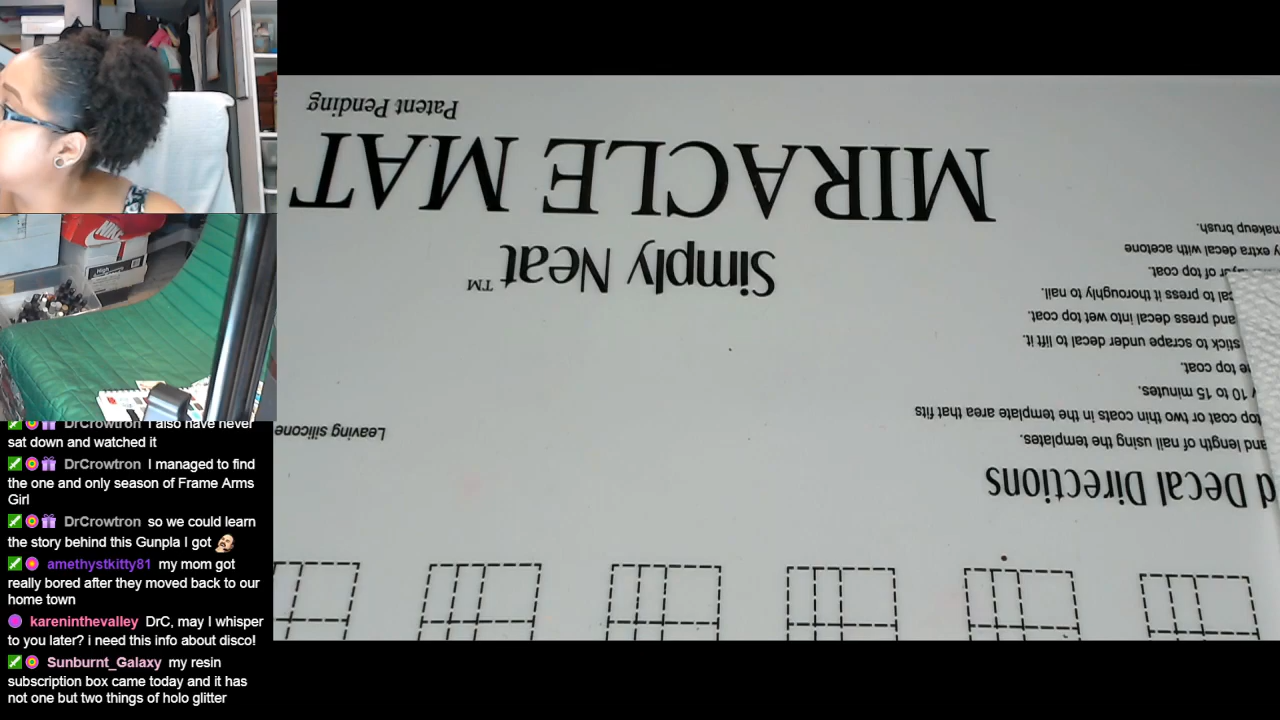 DrCrowtron I also have never
sat down and watched it
DrCrowtron I managed to find
the one and only season of Frame Arms
Girl
DrCrowtron so we could learn
the story behind this Gunpla I got
amethystkitty81 my mom got
really bored after they moved back to our
home town
kareninthevalley DrC, may I whisper
to you later? i need this info about disco!
Sunburnt_Galaxy my resin
subscription box came today and it has
not one but two things of holo glitter
d Decal Directions
and length of nail using the templates.
top coat or two thin coats in the template area that fits
10 to 15 minutes.
top coat.
stick to scrape under decal to lift it.
and press decal into wet top coat.
to press it thoroughly to nail.
of top coat.
extra decal with acetone
makeup brush.
Leaving silicone
Simply Neat™
MIRACLE MAT
Patent Pending